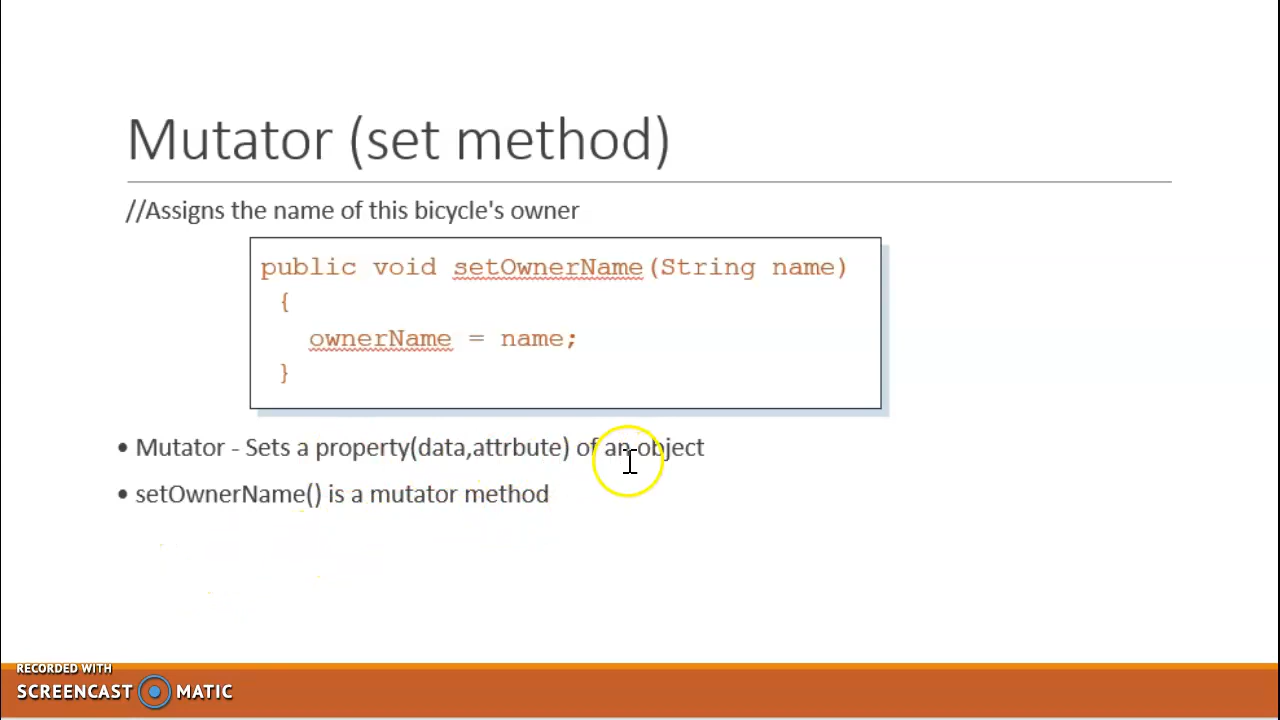 Mutator (set method)
//Assigns the name of this bicycle's owner
public void setOwnerName(String name)
{
ownerName = name;
}
• Mutator - Sets a property(data,attrbute) of an object
• setOwnerName() is a mutator method
RECORDED WITH
SCREENCAST MATIC